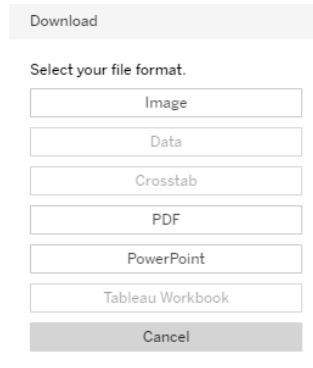 Download
Select your file format.
Image
Data
Crosstab
PDF
PowerPoint
Tableau Workbook
Cancel